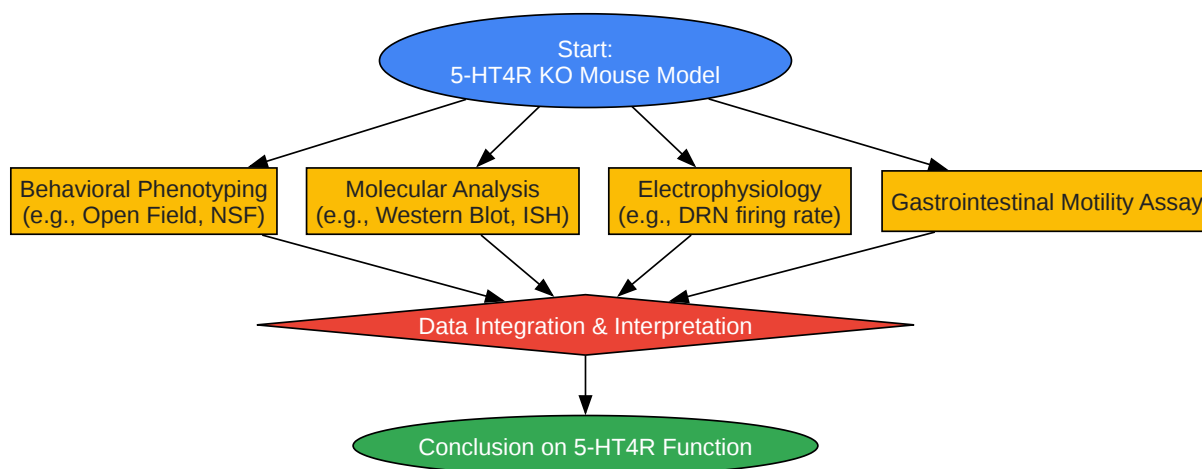 Start:
5-HT4R KO Mouse Model
Behavioral Phenotyping
(e.g., Open Field, NSF)
Molecular Analysis
(e.g., Western Blot, ISH)
Electrophysiology
(e.g., DRN firing rate)
Gastrointestinal Motility Assay
Data Integration & Interpretation
Conclusion on 5-HT4R Function